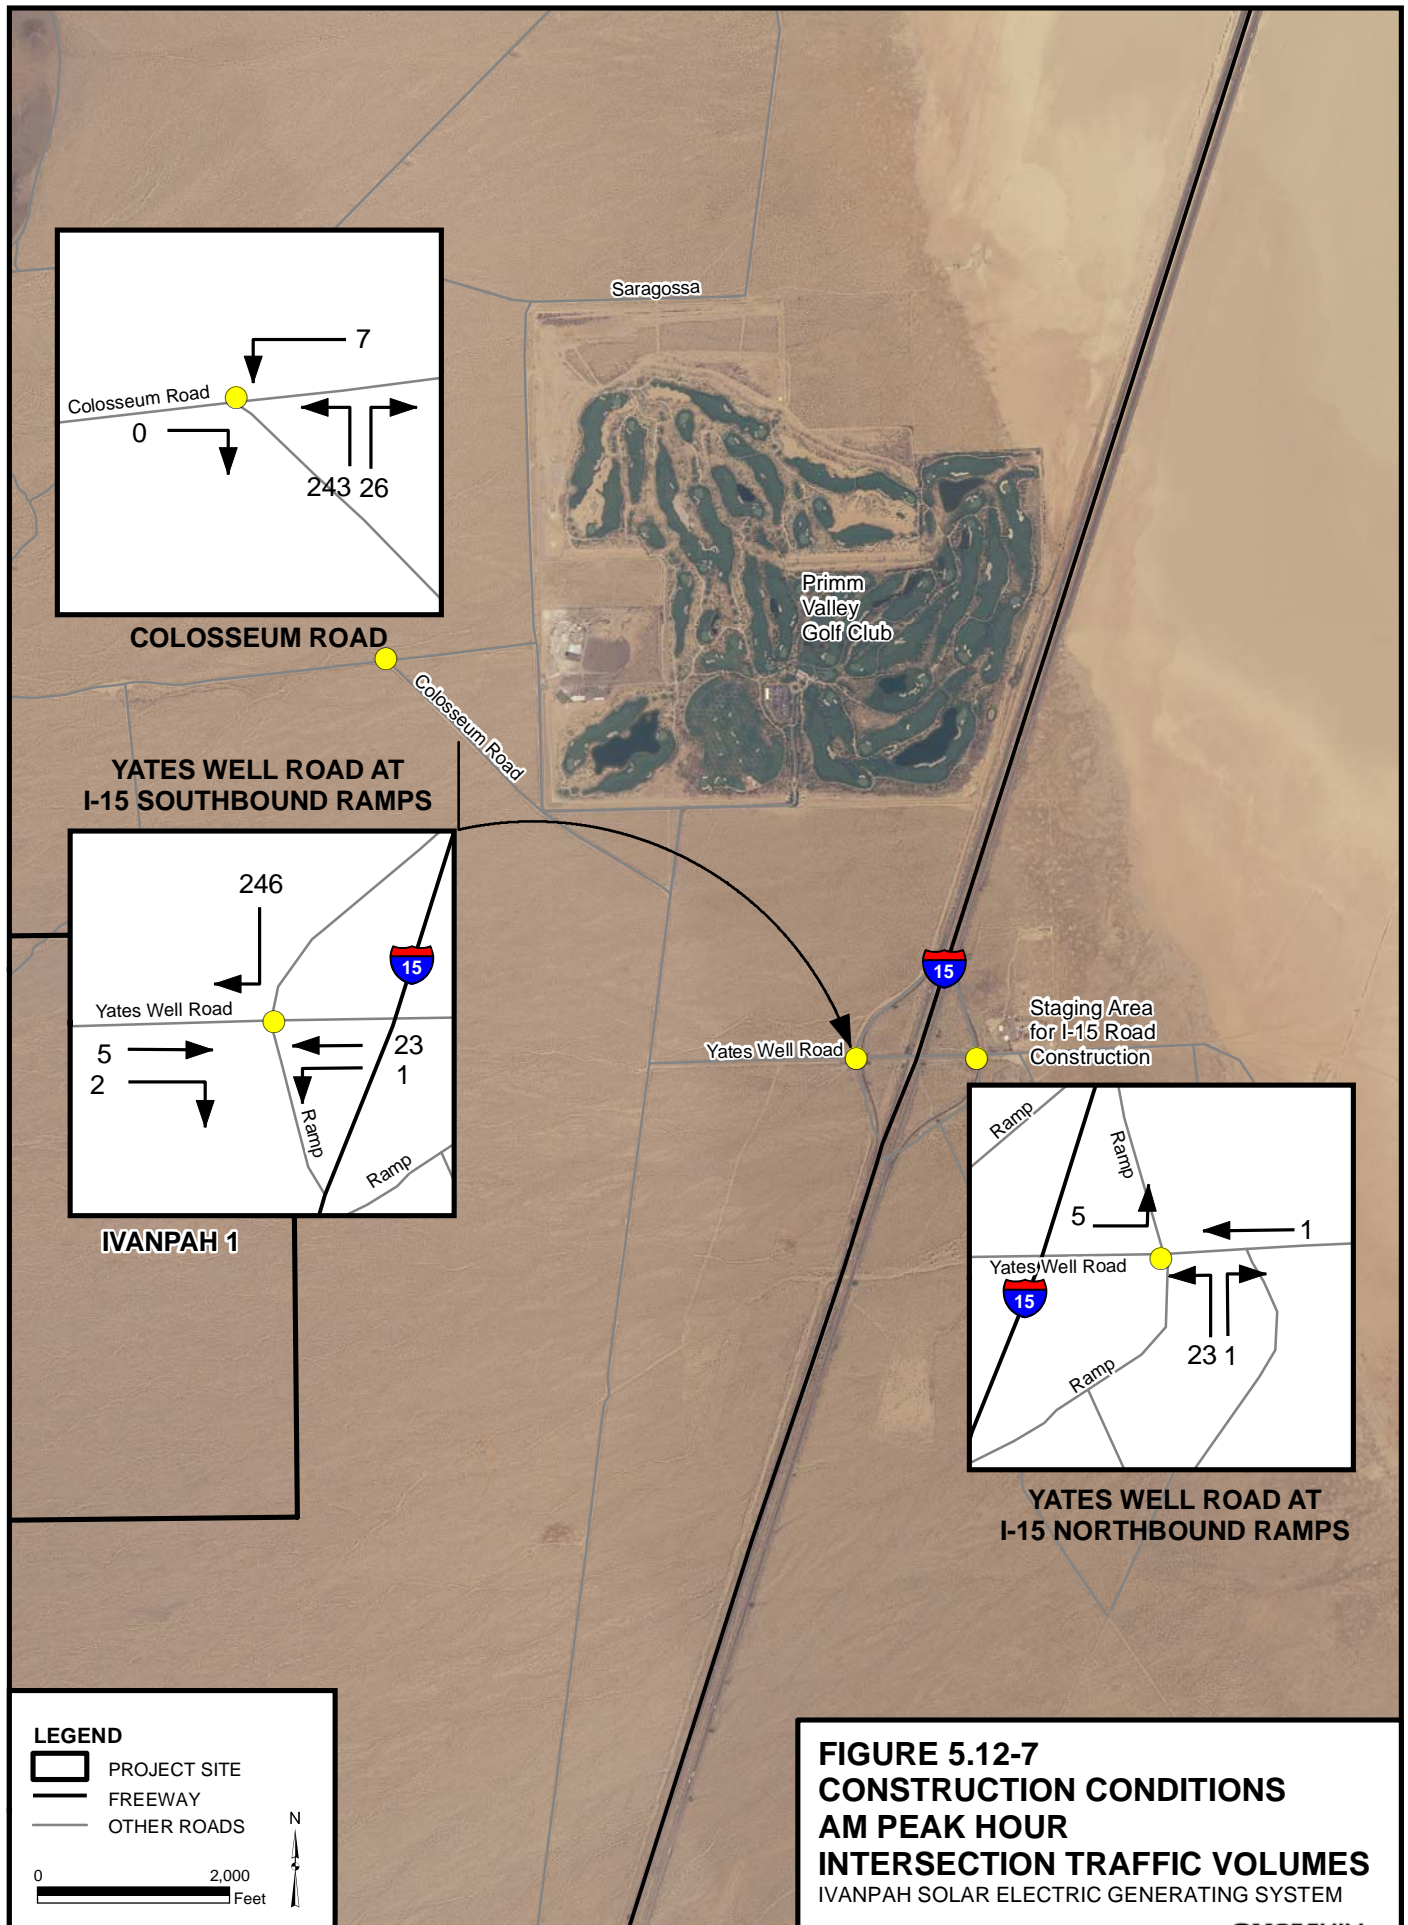 Saragossa
7
Colosseum Road
0
243 26
COLOSSEUM ROAD
Primm
Valley
Golf Club
Colosseum Road
YATES WELL ROAD AT
I-15 SOUTHBOUND RAMPS
246
15
Yates Well Road
5
23
2
1
Ramp
Ramp
IVANPAH 1
15
Staging Area
for I-15 Road
Construction
Yates Well Road
Ramp
Ramp
5
1
Yates Well Road
15
23 1
Ramp
YATES WELL ROAD AT
I-15 NORTHBOUND RAMPS
LEGEND
PROJECT SITE
FREEWAY
OTHER ROADS
N
0 2,000
Feet
FIGURE 5.12-7
CONSTRUCTION CONDITIONS
AM PEAK HOUR
INTERSECTION TRAFFIC VOLUMES
IVANPAH SOLAR ELECTRIC GENERATING SYSTEM